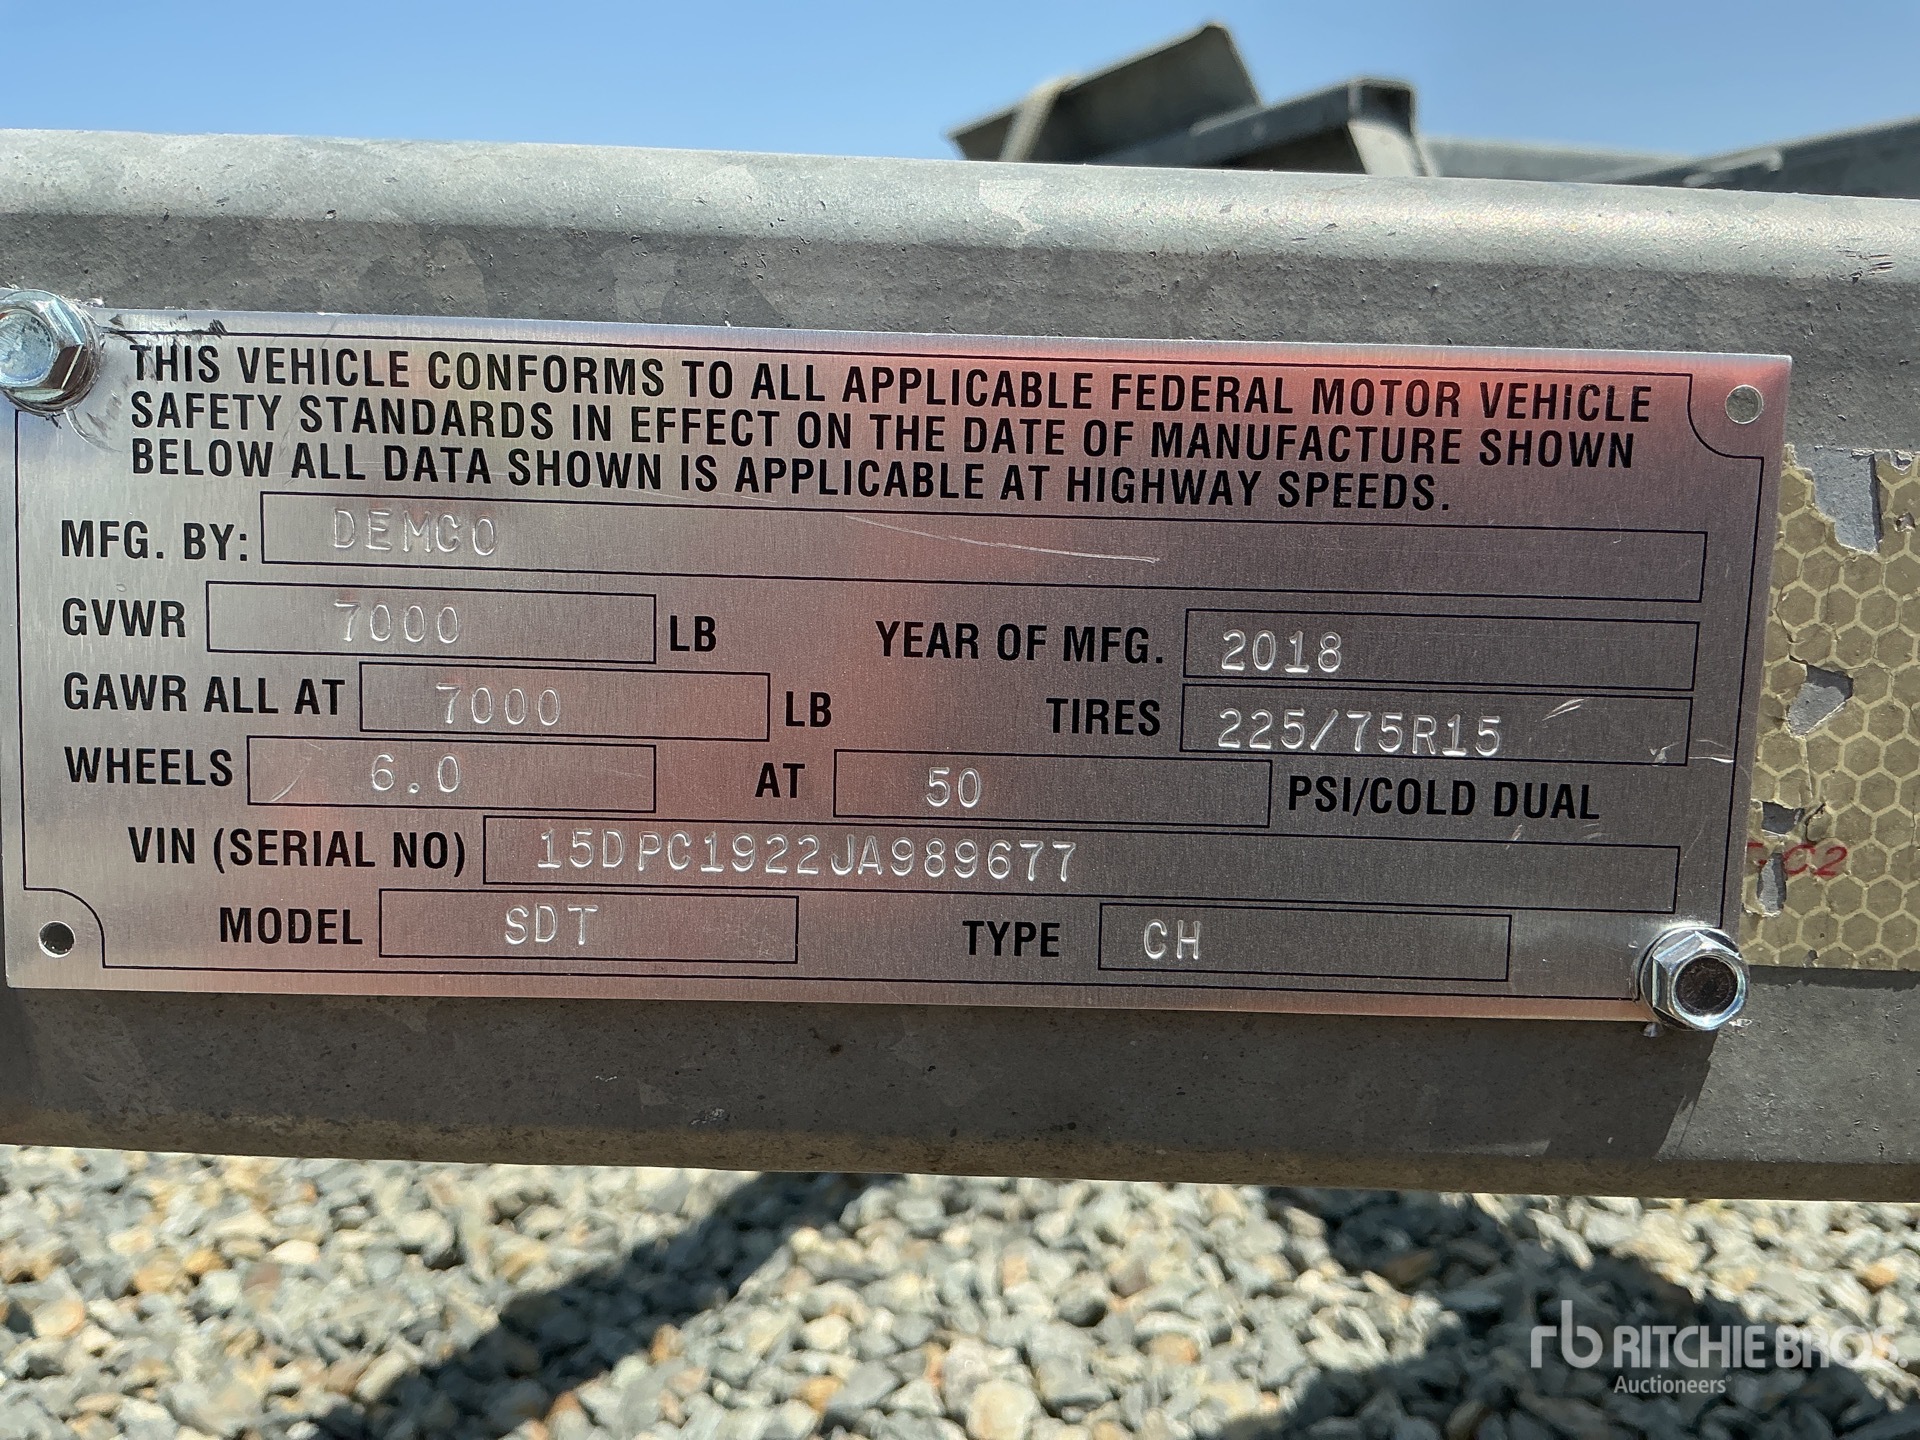 THIS VEHICLE CONFORMS TO ALL APPLICABLE FEDERAL MOTOR VEHICLE
SAFETY STANDARDS IN EFFECT ON THE DATE OF MANUFACTURE SHOWN
BELOW ALL DATA SHOWN IS APPLICABLE AT HIGHWAY SPEEDS.
MFG. BY: DEMCO
GVWR 7000 LB YEAR OF MFG. 2018
GAWR ALL AT 7000 LB TIRES 225/75R15
WHEELS 6.0 AT 50 PSI/COLD DUAL
VIN (SERIAL NO) 15DPC1922JA989677
MODEL SDT TYPE CH
rb RITCHIE BROS.
Auctioneers